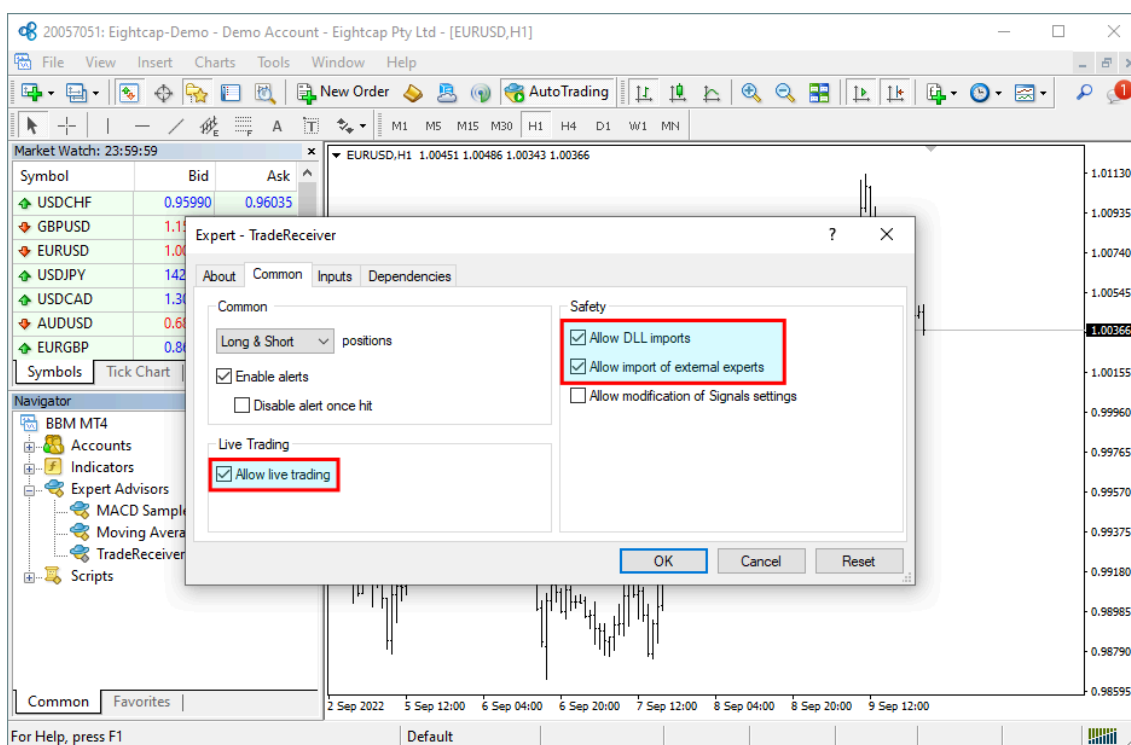 20057051: Eightcap-Demo - Demo Account - Eightcap Pty Ltd - [EURUSD,H1]
File View Insert Charts Tools Window Help
New Order AutoTrading 1
A T M1 M5 M15 M30 H1 H4 D1 W1 MN
Market Watch: 23:59:59
Symbol Bid Ask
USDCHF 0.95990 0.96035
GBPUSD
EURUSD
USDJPY 142
USDCAD
AUDUSD
EURGBP
Symbols Tick Chart
Navigator
BBM MT4
Accounts
Indicators
Expert Advisors
MACD Sample
Moving Avera
TradeReceiver
Scripts
Common Favorites
EURUSD,H1 1.00451 1.00486 1.00343 1.00366
Expert - TradeReceiver ?
About Common Inputs Dependencies
Common
Long & Short positions
Enable alerts
Disable alert once hit
Live Trading
Allow live trading
Safety
Allow DLL imports
Allow import of external experts
Allow modification of Signals settings
OK Cancel Reset
1.01130
1.00935
1.00740
1.00545
1.00366
1.00155
0.99960
0.99765
0.99570
0.99375
0.99180
0.98985
0.98790
0.98595
2 Sep 2022 5 Sep 12:00 6 Sep 04:00 6 Sep 20:00 7 Sep 12:00 8 Sep 04:00 8 Sep 20:00 9 Sep 12:00
For Help, press F1 Default